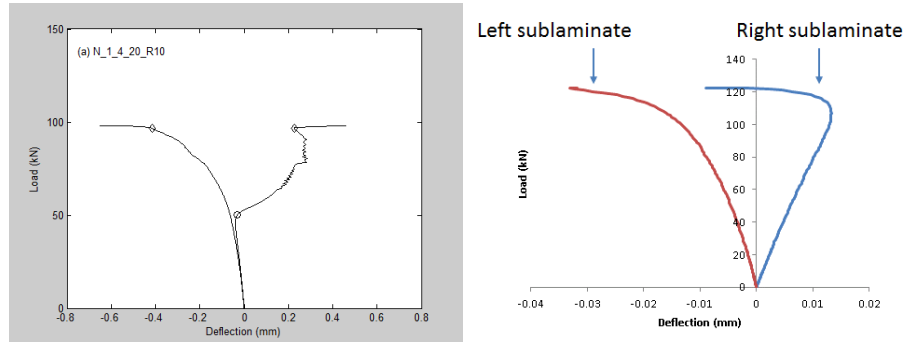 (a) N_1_4_20_R10
150
100
50
0
Load (kN)
-0.8 -0.6 -0.4 -0.2 0 0.2 0.4 0.6 0.8
Deflection (mm)
Left sublaminate Right sublaminate
140
120
100
80
60
40
20
0
Load (kN)
-0.04 -0.03 -0.02 -0.01 0 0.01 0.02
Deflection (mm)